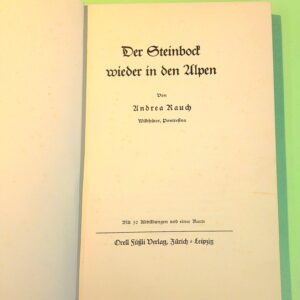 Der Steinbock
wieder in den Alpen
Von
Andrea Rauch
Wildhüter, Pontresina
Mit 32 Abbildungen und einer Karte
Orell Füßli Verlag, Zürich - Leipzig